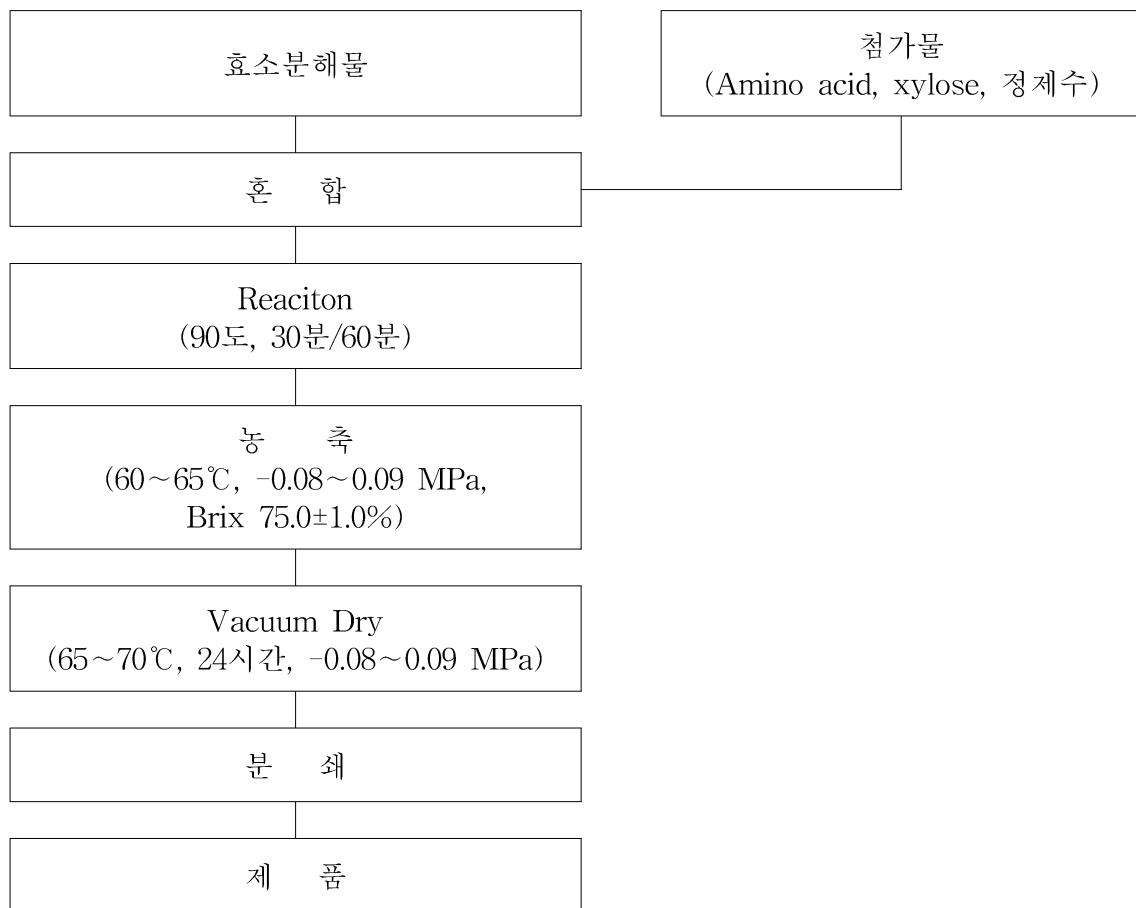 효소분해물
첨가물
(Amino acid, xylose, 정제수)
혼 합
Reaciton
(90도, 30분/60분)
농 축
(60~65℃, -0.08~0.09 MPa,
Brix 75.0±1.0%)
Vacuum Dry
(65~70℃, 24시간, -0.08~0.09 MPa)
분 쇄
제 품